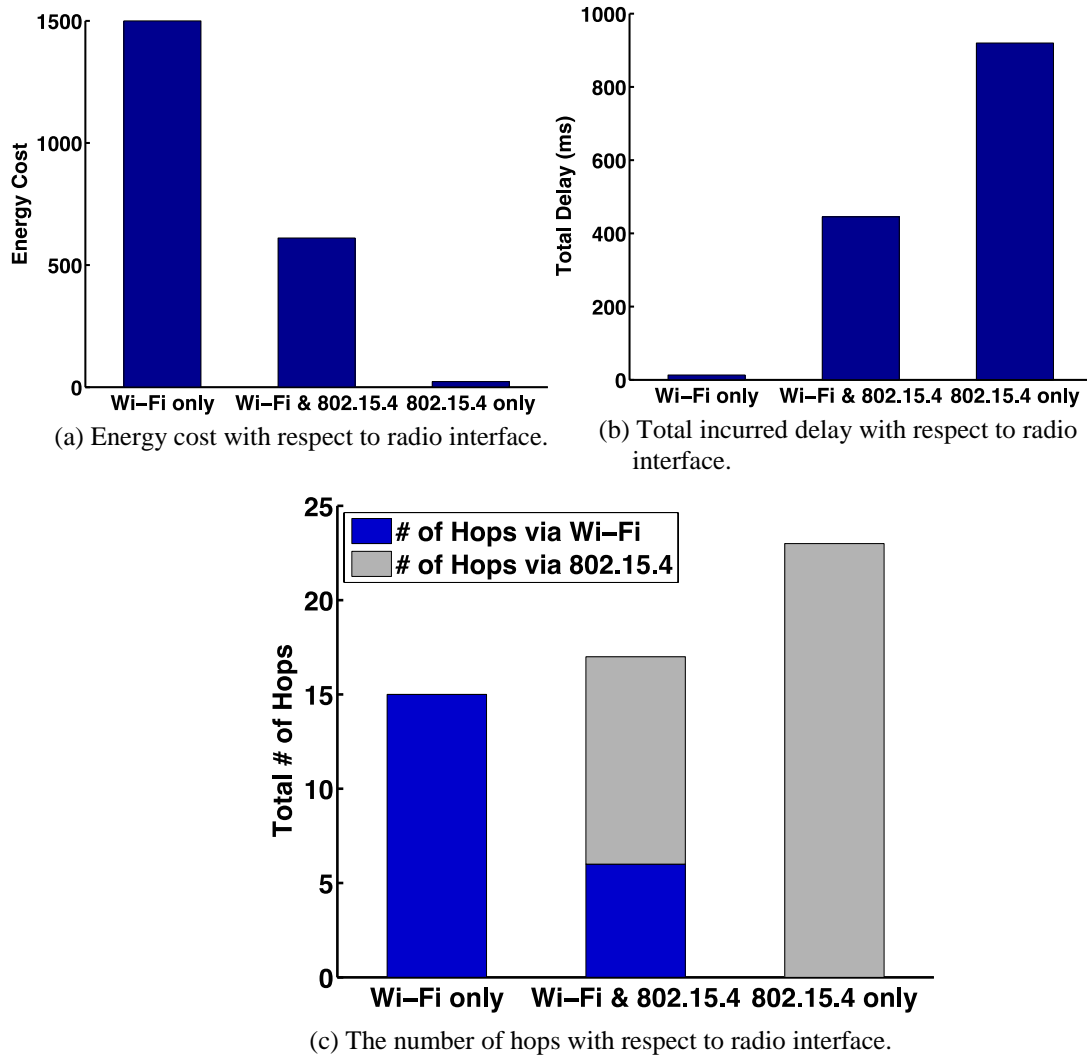 1500
1000
500
0
Energy Cost
Wi-Fi only Wi-Fi & 802.15.4 802.15.4 only
(a) Energy cost with respect to radio interface.
1000
800
600
400
200
0
Total Delay (ms)
Wi-Fi only Wi-Fi & 802.15.4 802.15.4 only
(b) Total incurred delay with respect to radio
interface.
25
20
15
10
5
0
Total # of Hops
# of Hops via Wi-Fi
# of Hops via 802.15.4
Wi-Fi only Wi-Fi & 802.15.4 802.15.4 only
(c) The number of hops with respect to radio interface.